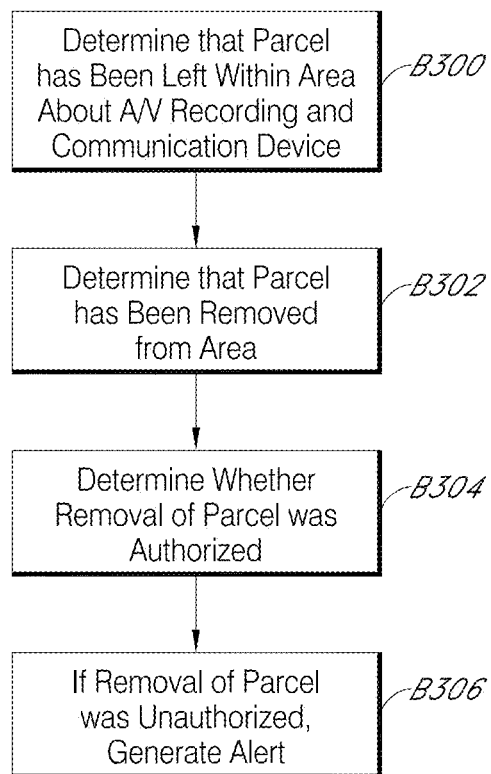 Determine that Parcel
has Been Left Within Area
About A/V Recording and
Communication Device
B300
Determine that Parcel
has Been Removed
from Area
B302
Determine Whether
Removal of Parcel was
Authorized
B304
If Removal of Parcel
was Unauthorized,
Generate Alert
B306